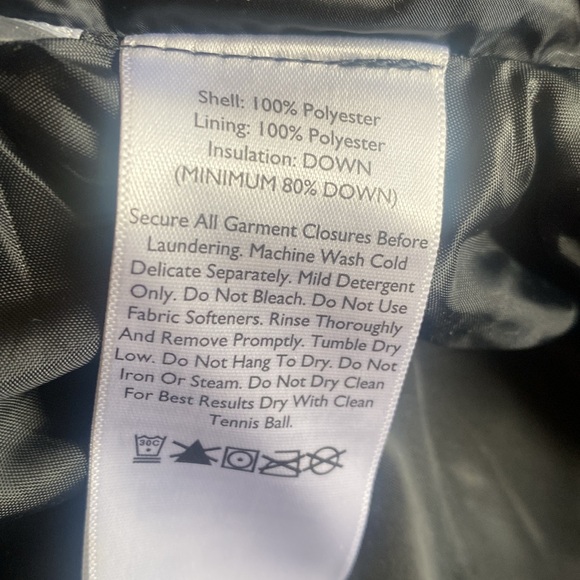 Shell: 100% Polyester
Lining: 100% Polyester
Insulation: DOWN
(MINIMUM 80% DOWN)
Secure All Garment Closures Before
Laundering. Machine Wash Cold
Delicate Separately. Mild Detergent
Only. Do Not Bleach. Do Not Use
Fabric Softeners. Rinse Thoroughly
And Remove Promptly. Tumble Dry
Low. Do Not Hang To Dry. Do Not
Iron Or Steam. Do Not Dry Clean
For Best Results Dry With Clean
Tennis Ball.
30C